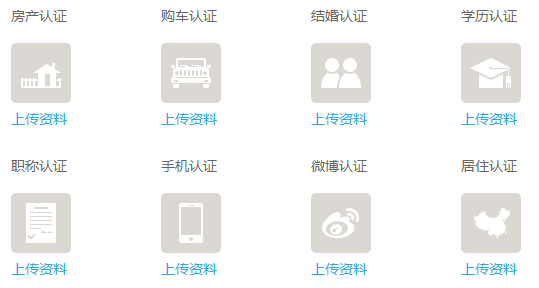 房产认证 购车认证 结婚认证 学历认证
上传资料 上传资料 上传资料 上传资料
职称认证 手机认证 微博认证 居住认证
上传资料 上传资料 上传资料 上传资料